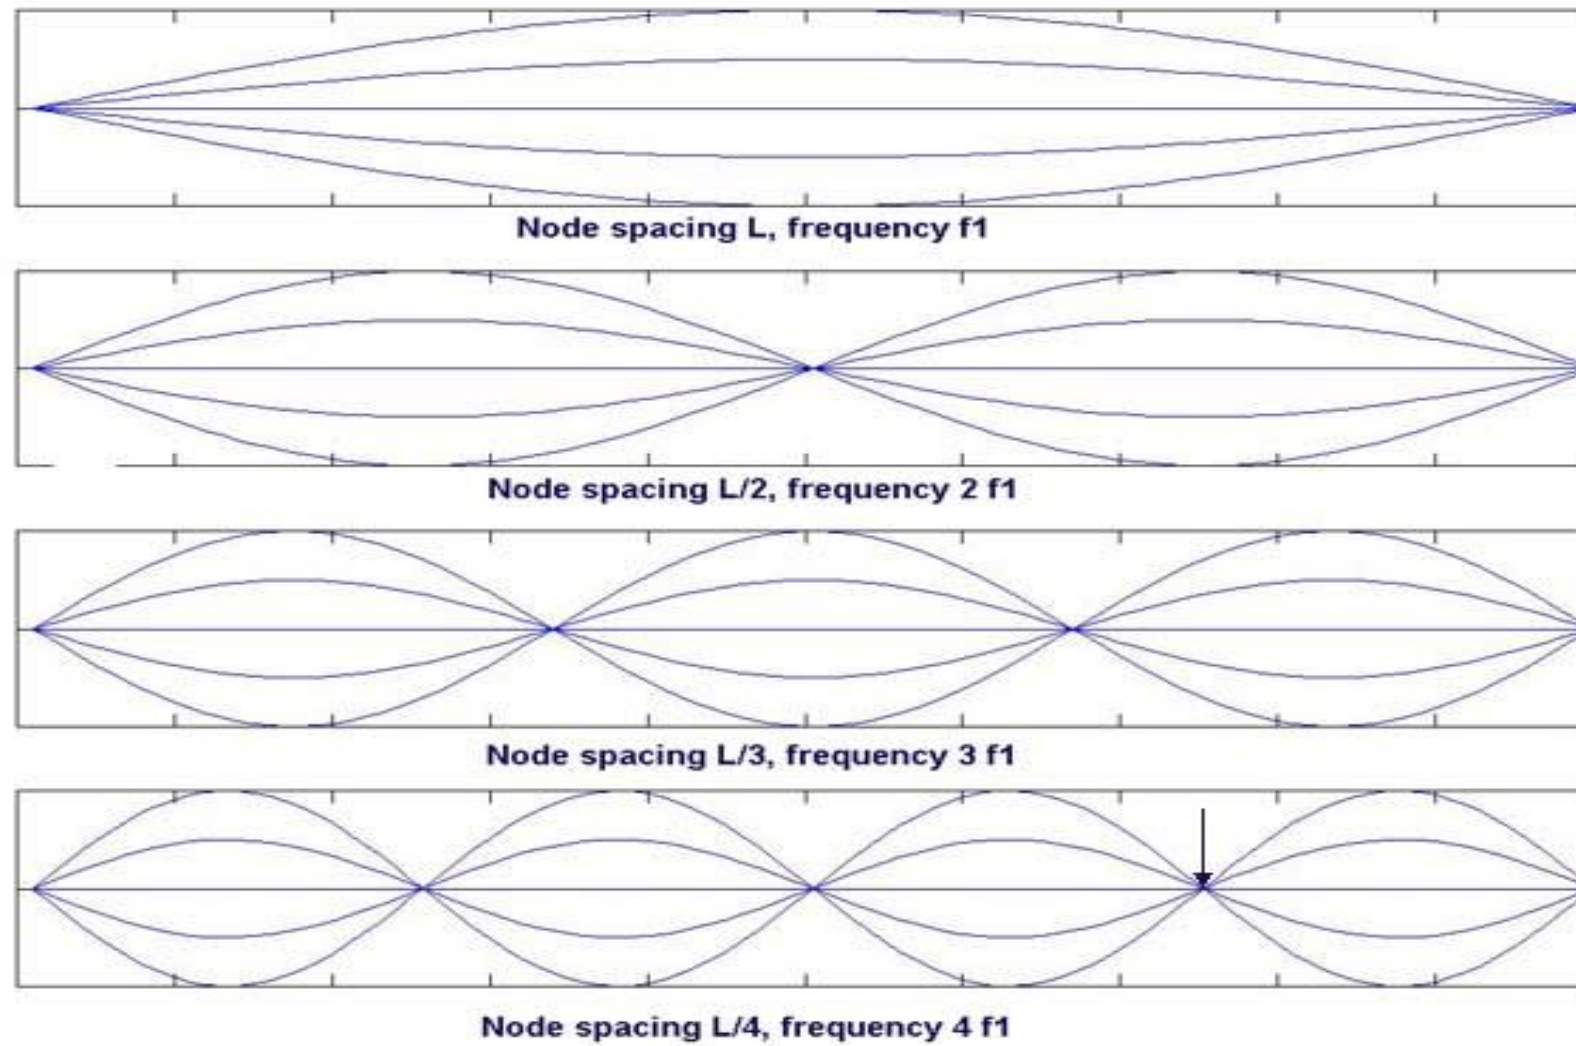 Node spacing L, frequency f1
Node spacing L/2, frequency 2 f1
Node spacing L/3, frequency 3 f1
Node spacing L/4, frequency 4 f1